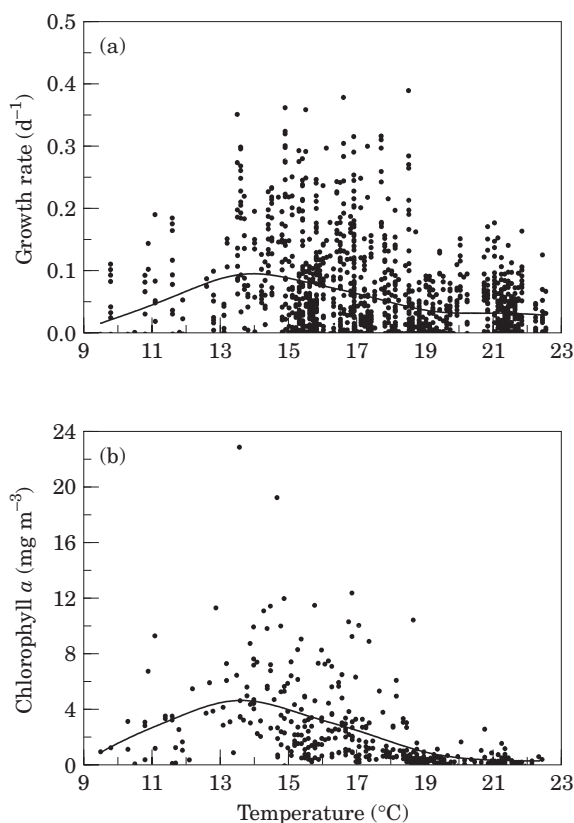 (a)
Growth rate (d⁻¹)
0.5
0.4
0.3
0.2
0.1
0.0
9 11 13 15 17 19 21 23
(b)
Chlorophyll a (mg m⁻³)
24
20
16
12
8
4
0
9 11 13 15 17 19 21 23
Temperature (°C)